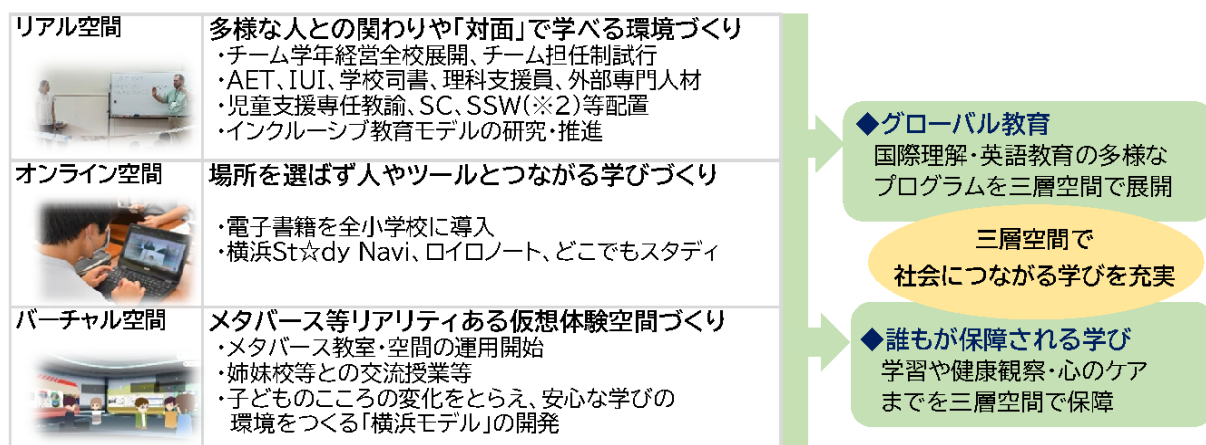 リアル空間
多様な人との関わりや「対面」で学べる環境づくり
・チーム学年経営全校展開、チーム担任制試行
・AET、IUI、学校司書、理科支援員、外部専門人材
・児童支援専任教諭、SC、SSW(※2)等配置
・インクルーシブ教育モデルの研究・推進
オンライン空間
場所を選ばず人やツールとつながる学びづくり
・電子書籍を全小学校に導入
・横浜St☆dy Navi、ロイロノート、どこでもスタディ
バーチャル空間
メタバース等リアリティある仮想体験空間づくり
・メタバース教室・空間の運用開始
・姉妹校等との交流授業等
・子どものこころの変化をとらえ、安心な学びの
環境をつくる「横浜モデル」の開発
◆グローバル教育
国際理解・英語教育の多様な
プログラムを三層空間で展開
三層空間で
社会につながる学びを充実
◆誰もが保障される学び
学習や健康観察・心のケア
までを三層空間で保障